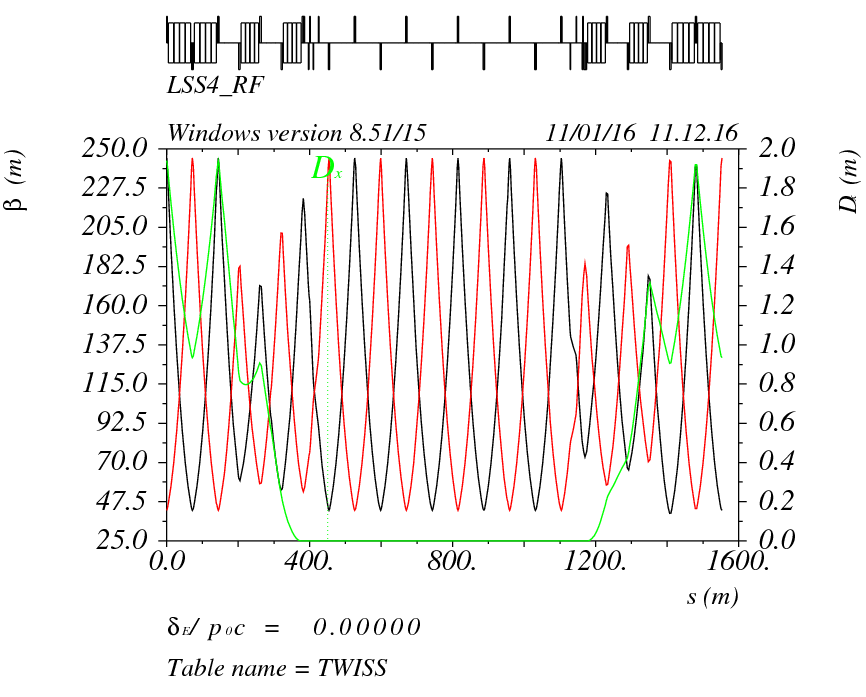 LSS4_RF
Windows version 8.51/15 11/01/16 11.12.16
β (m)
250.0
227.5
205.0
182.5
160.0
137.5
115.0
92.5
70.0
47.5
25.0
Dx
2.0
1.8
1.6
1.4
1.2
1.0
0.8
0.6
0.4
0.2
0.0
D (m)
0.0 400. 800. 1200. 1600.
s (m)
δE/ p0c = 0.00000
Table name = TWISS